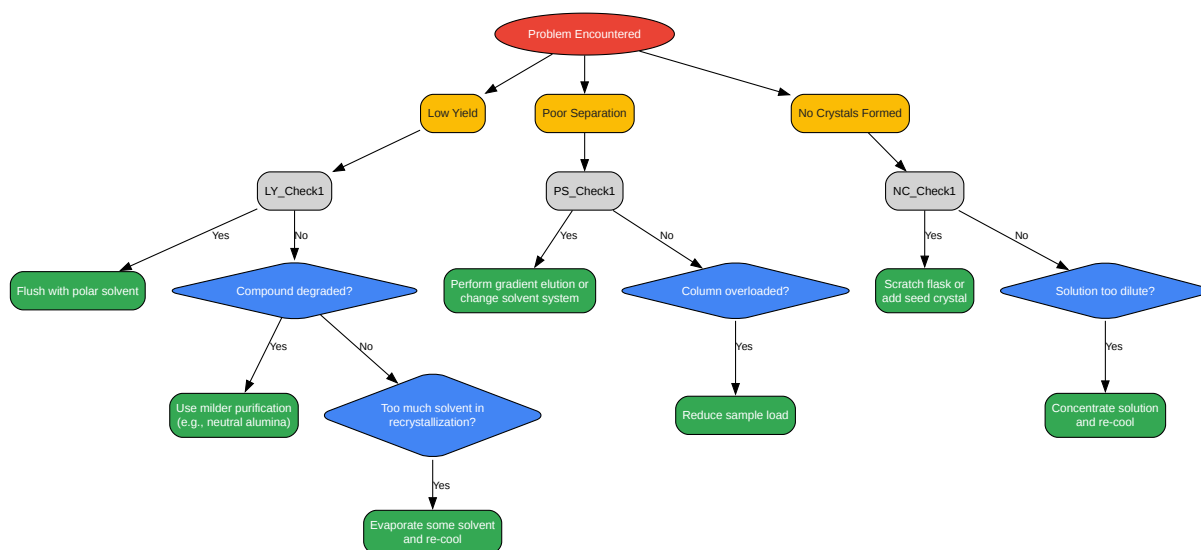 Problem Encountered
Low Yield
Poor Separation
No Crystals Formed
LY_Check1
PS_Check1
NC_Check1
Yes
No
Yes
No
Yes
No
Flush with polar solvent
Compound degraded?
Perform gradient elution or
change solvent system
Column overloaded?
Scratch flask or
add seed crystal
Solution too dilute?
Yes
No
Yes
Yes
Use milder purification
(e.g., neutral alumina)
Too much solvent in
recrystallization?
Reduce sample load
Concentrate solution
and re-cool
Yes
Evaporate some solvent
and re-cool